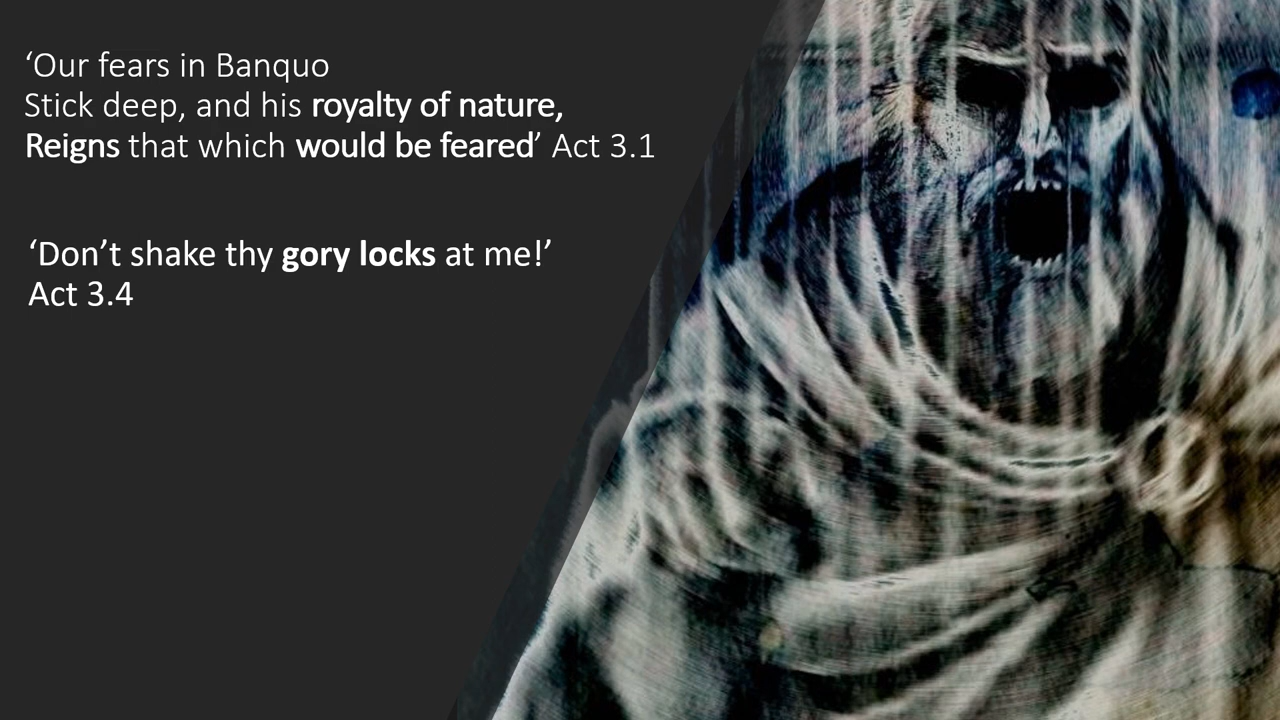 ‘Our fears in Banquo
Stick deep, and his royalty of nature,
Reigns that which would be feared’ Act 3.1
‘Don’t shake thy gory locks at me!’
Act 3.4